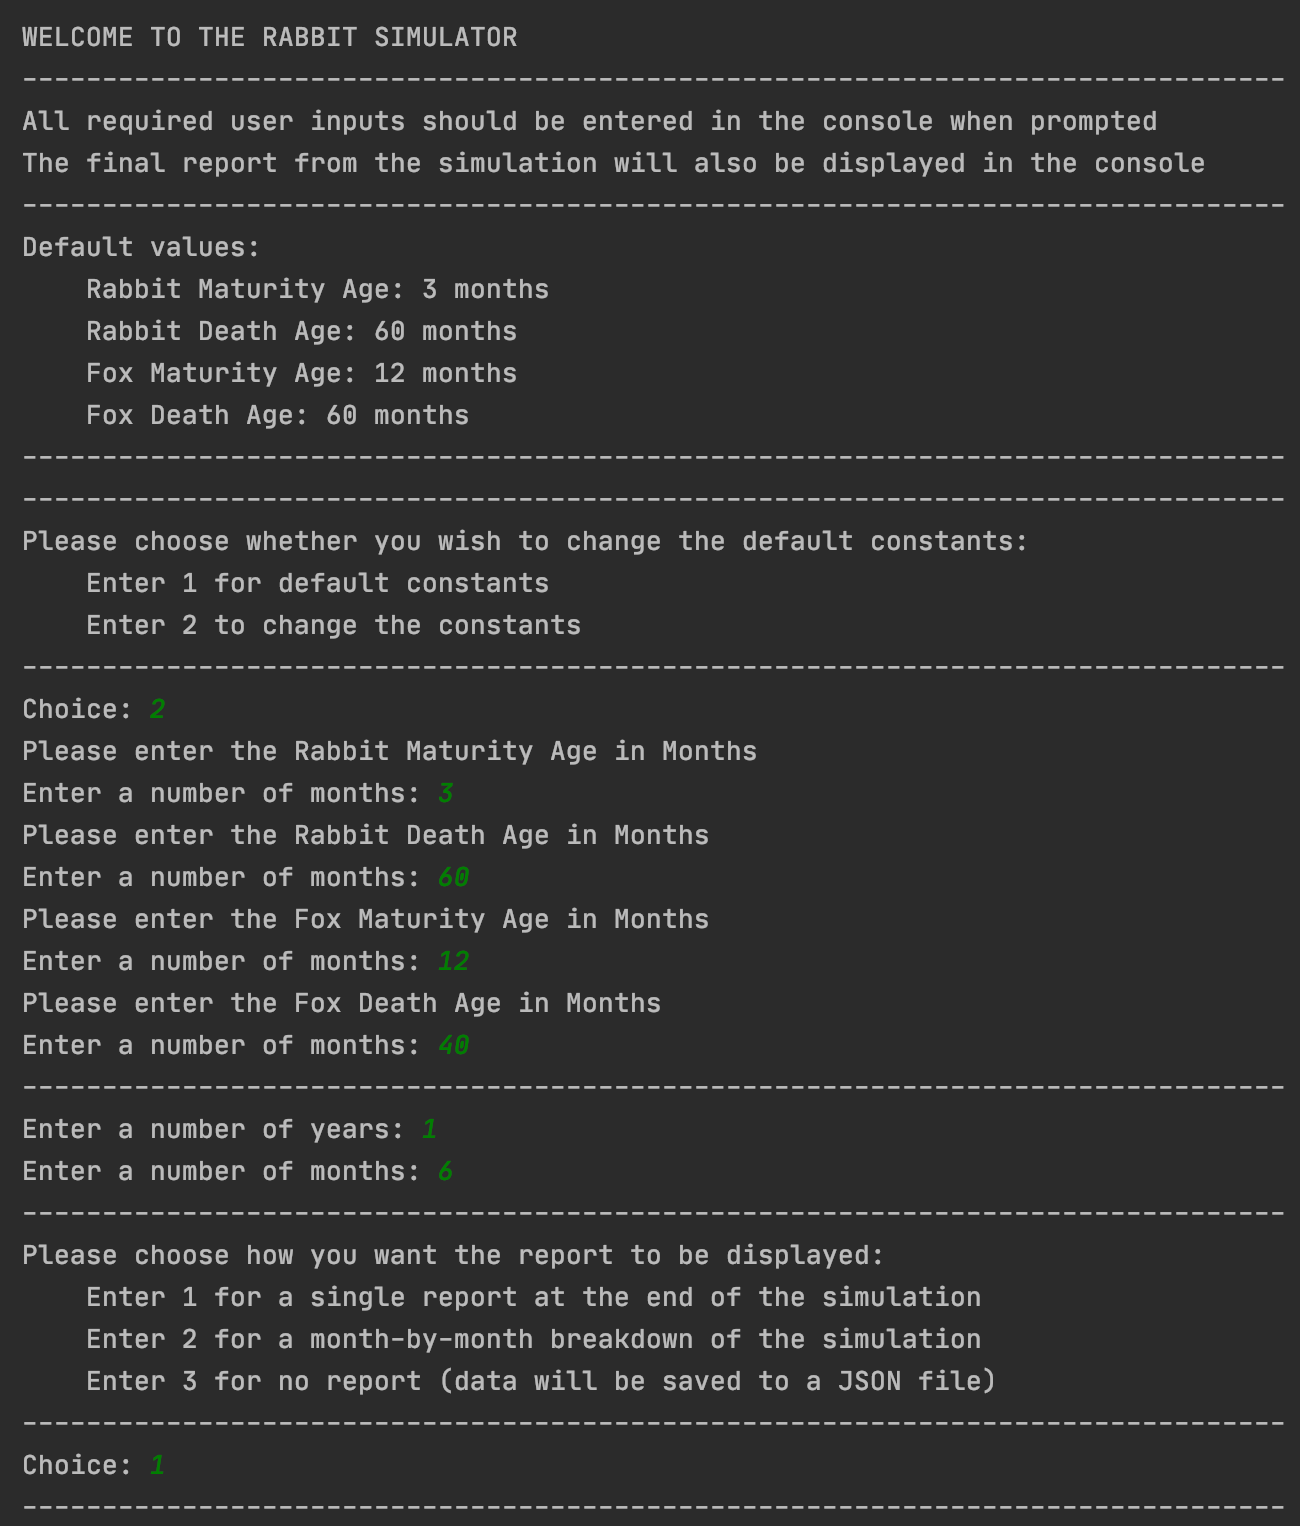 WELCOME TO THE RABBIT SIMULATOR
-------------------------------------------------------------------------------
All required user inputs should be entered in the console when prompted
The final report from the simulation will also be displayed in the console
-------------------------------------------------------------------------------
Default values:
    Rabbit Maturity Age: 3 months
    Rabbit Death Age: 60 months
    Fox Maturity Age: 12 months
    Fox Death Age: 60 months
-------------------------------------------------------------------------------
-------------------------------------------------------------------------------
Please choose whether you wish to change the default constants:
    Enter 1 for default constants
    Enter 2 to change the constants
-------------------------------------------------------------------------------
Choice: 2
Please enter the Rabbit Maturity Age in Months
Enter a number of months: 3
Please enter the Rabbit Death Age in Months
Enter a number of months: 60
Please enter the Fox Maturity Age in Months
Enter a number of months: 12
Please enter the Fox Death Age in Months
Enter a number of months: 40
-------------------------------------------------------------------------------
Enter a number of years: 1
Enter a number of months: 6
-------------------------------------------------------------------------------
Please choose how you want the report to be displayed:
    Enter 1 for a single report at the end of the simulation
    Enter 2 for a month-by-month breakdown of the simulation
    Enter 3 for no report (data will be saved to a JSON file)
-------------------------------------------------------------------------------
Choice: 1
-------------------------------------------------------------------------------